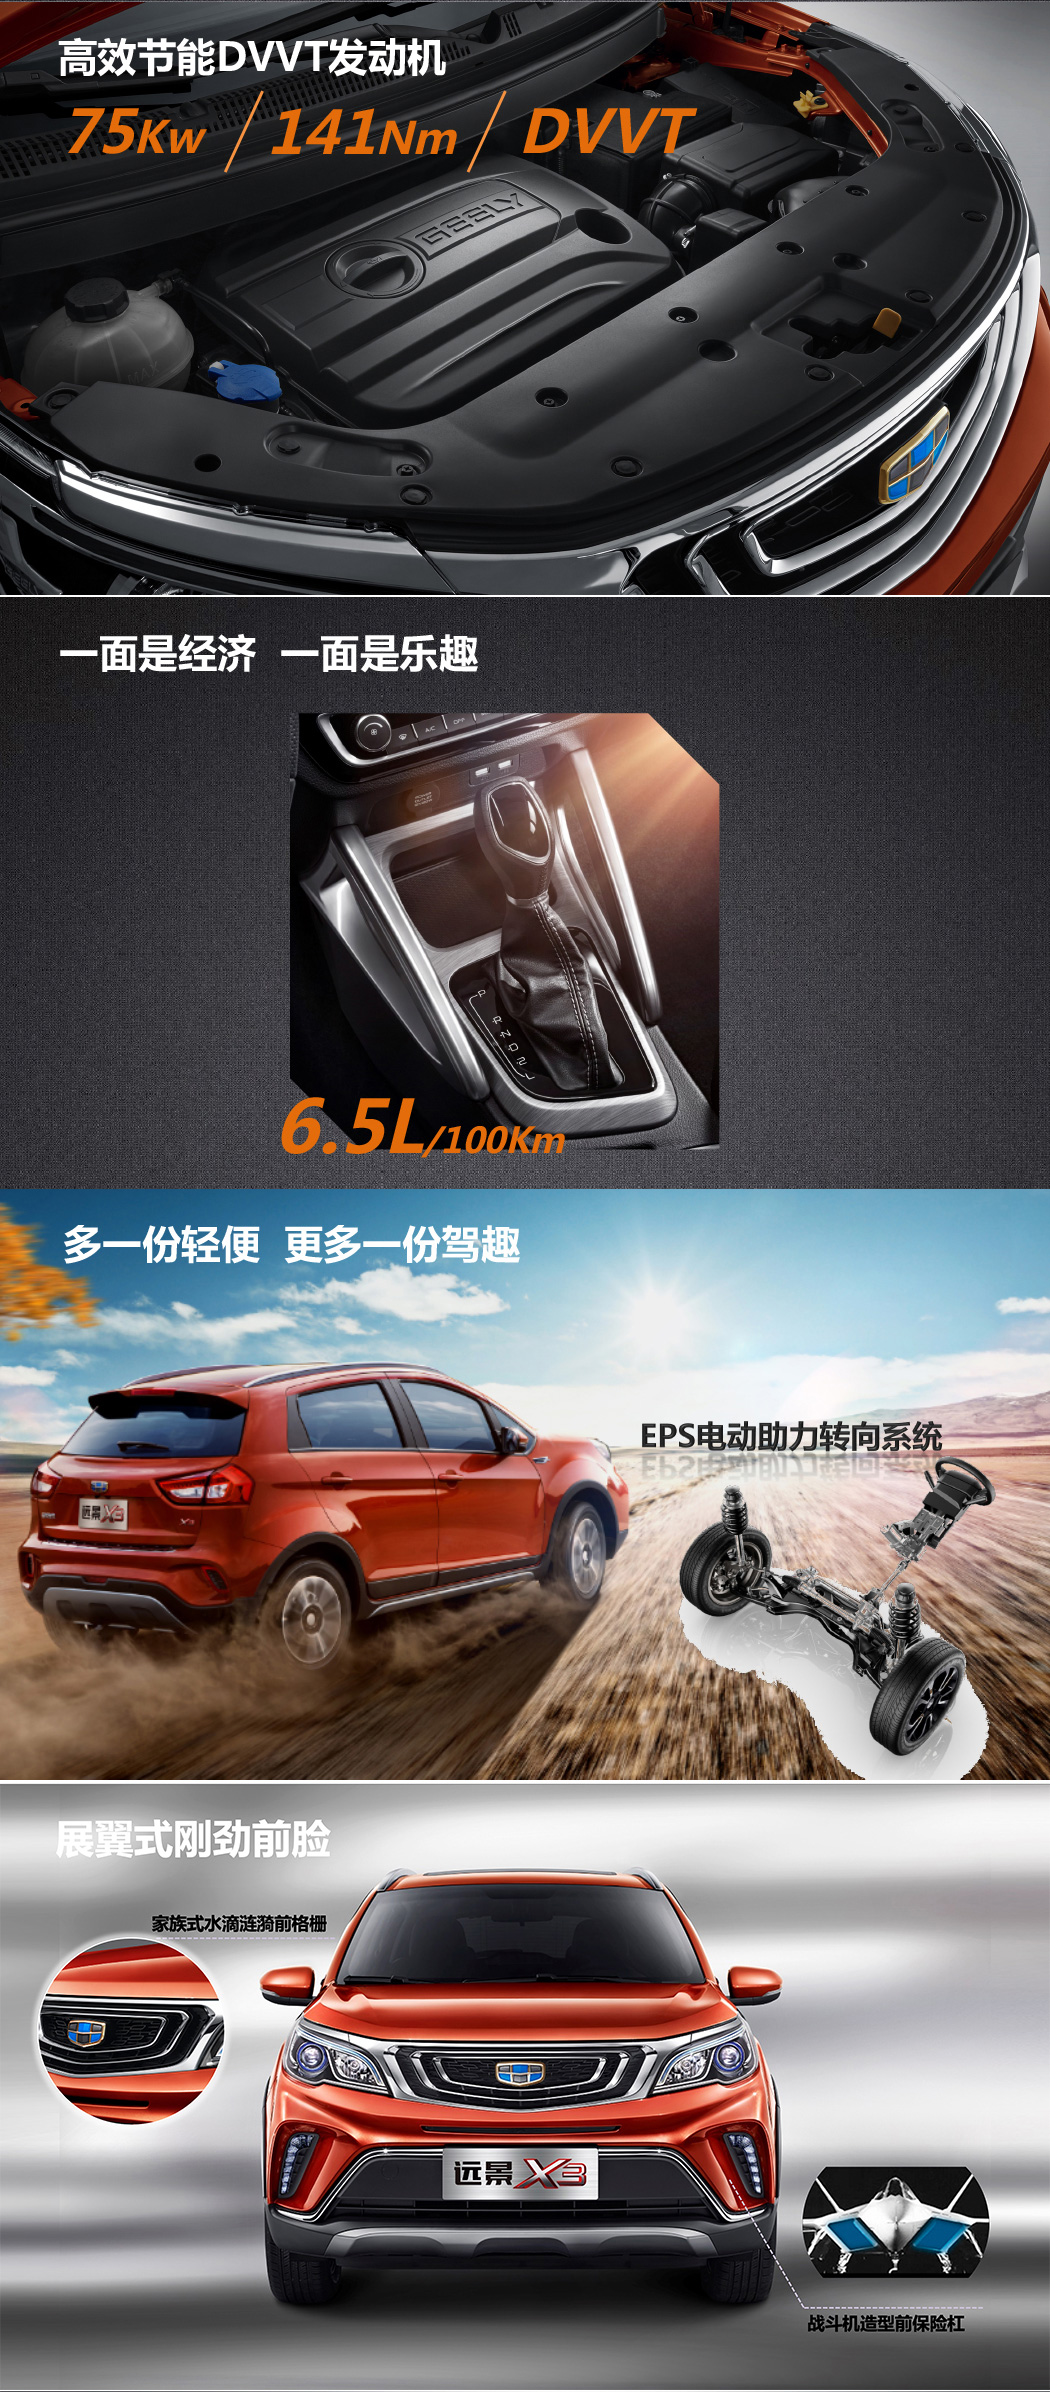 高效节能DVVT发动机
75Kw / 141Nm / DVVT
GEELY
MAX
一面是经济 一面是乐趣
A/C OFF
P
R
N
D
2
L
6.5L/100Km
多一份轻便 更多一份驾趣
EPS电动助力转向系统
远景X3
X3
展翼式刚劲前脸
家族式水滴涟漪前格栅
远景X3
战斗机造型前保险杠